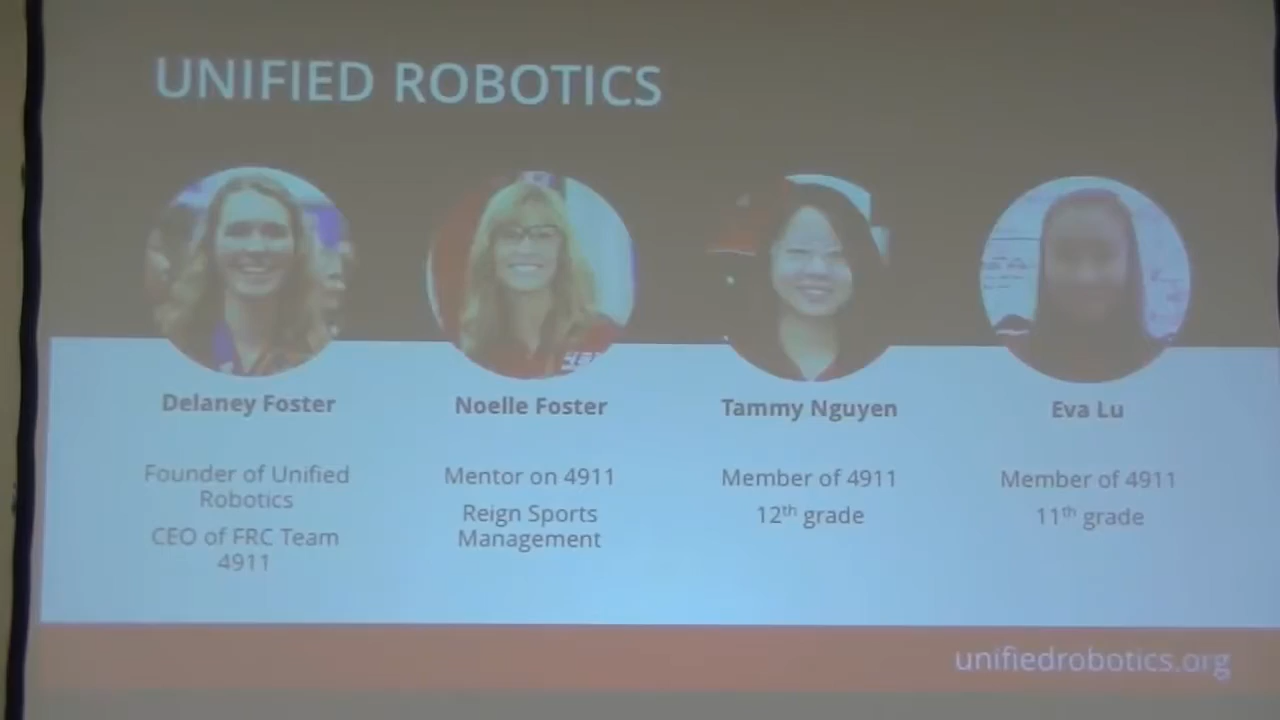 UNIFIED ROBOTICS
Delaney Foster
Founder of Unified
Robotics
CEO of FRC Team
4911
Noelle Foster
Mentor on 4911
Reign Sports
Management
Tammy Nguyen
Member of 4911
12th grade
Eva Lu
Member of 4911
11th grade
unifiedrobotics.org